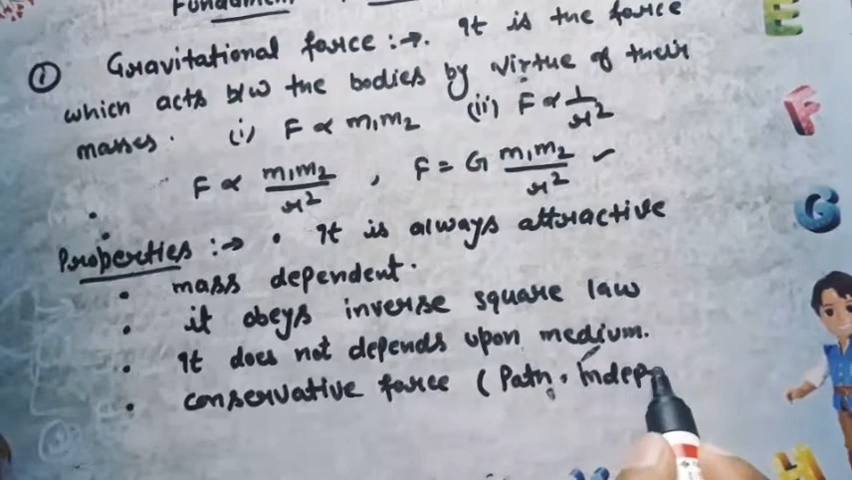 ① Gravitational force :→. It is the force
which acts b/w the bodies by virtue of their
masses. (i) F ∝ m₁m₂ (ii) F ∝ 1/r²
F ∝ m₁m₂/r² , F = G m₁m₂/r²
Properties :→ • It is always attractive
• mass dependent.
• it obeys inverse square law
• It does not depends upon medium.
• conservative force ( Path. Indep
E
F
G
H